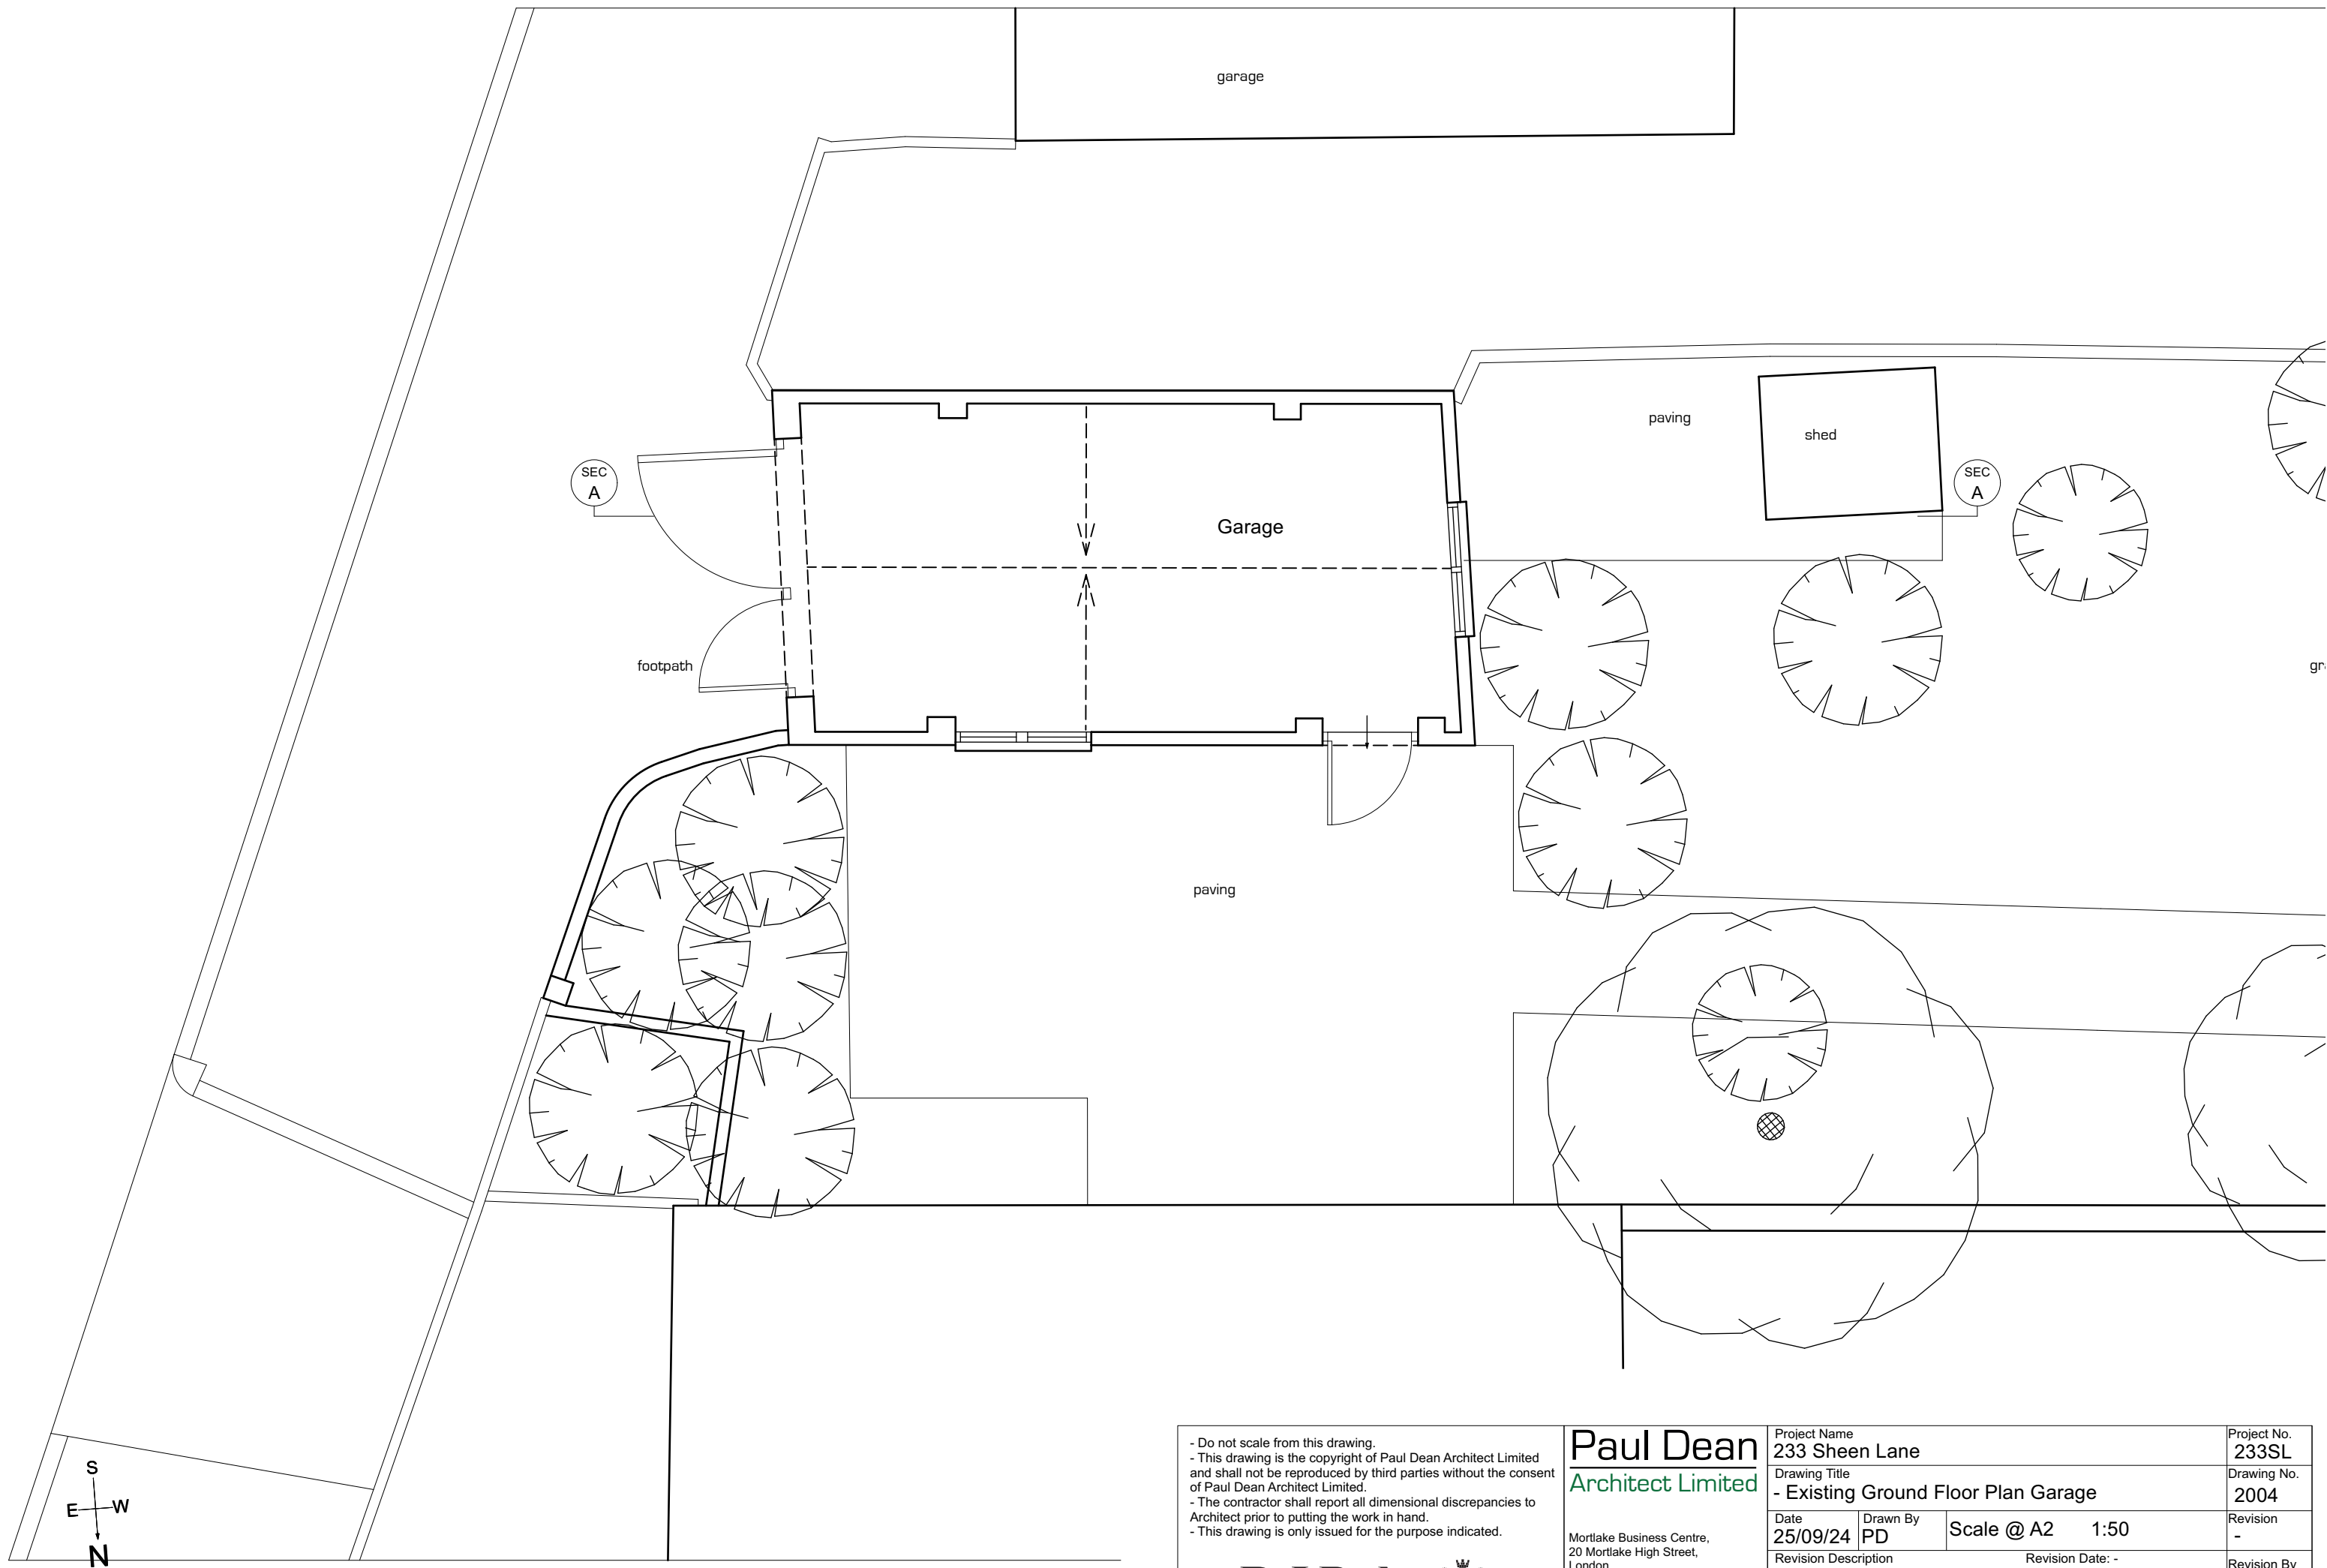 garage
paving
shed
SEC
A
SEC
A
Garage
footpath
paving
S
E W
N
- Do not scale from this drawing.
- This drawing is the copyright of Paul Dean Architect Limited
and shall not be reproduced by third parties without the consent
of Paul Dean Architect Limited.
- The contractor shall report all dimensional discrepancies to
Architect prior to putting the work in hand.
- This drawing is only issued for the purpose indicated.
Paul Dean
Architect Limited
Mortlake Business Centre,
20 Mortlake High Street,
London
Project Name
233 Sheen Lane
Project No.
233SL
Drawing Title
- Existing Ground Floor Plan Garage
Drawing No.
2004
Date
25/09/24
Drawn By
PD
Scale @ A2 1:50
Revision
-
Revision Description
Revision Date: -
Revision By